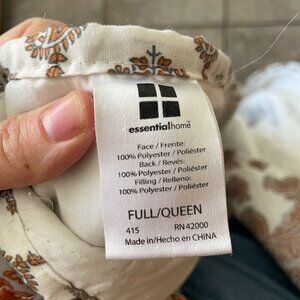 essentialhome
Face / Frente:
100% Polyester / Poliéster
Back / Revés:
100% Polyester / Poliéster
Filling / Relleno:
100% Polyester / Poliéster
FULL/QUEEN
415 RN42000
Made in/Hecho en CHINA